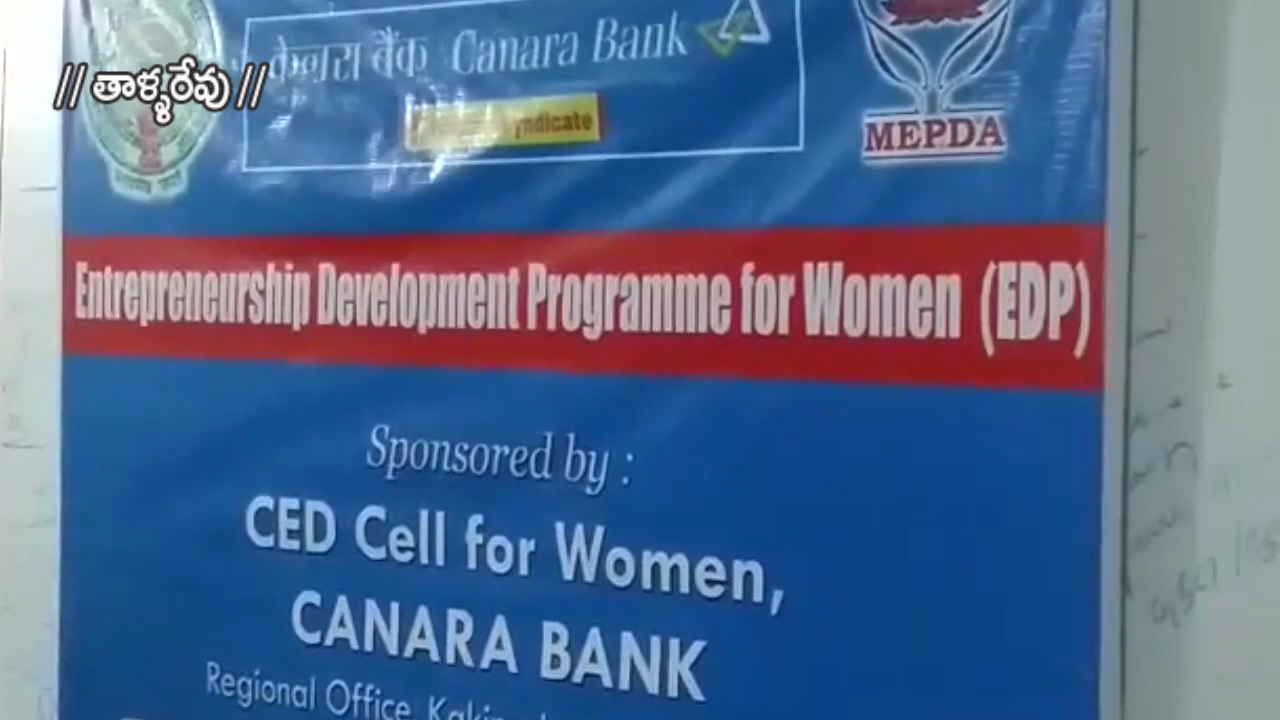 // తాళ్ళరేవు //
केनरा बैंक Canara Bank
MEPDA
Entrepreneurship Development Programme for Women (EDP)
Sponsored by :
CED Cell for Women,
CANARA BANK
Regional Office,